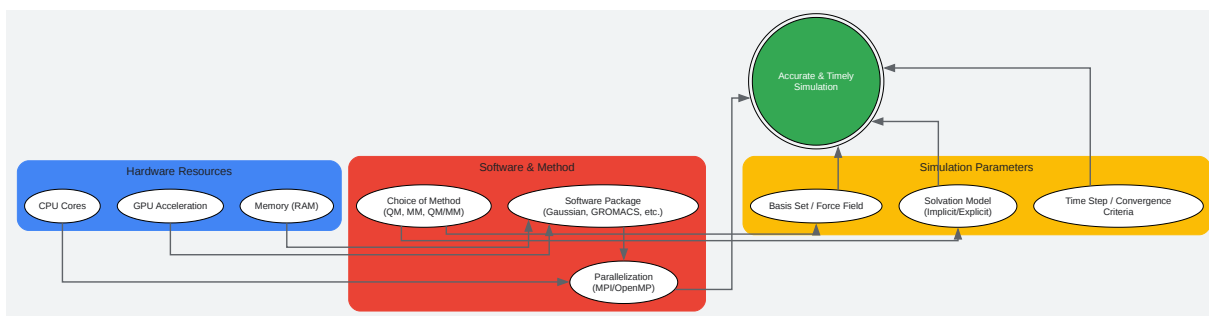 Accurate & Timely
Simulation
Hardware Resources
CPU Cores
GPU Acceleration
Memory (RAM)
Software & Method
Choice of Method
(QM, MM, QM/MM)
Software Package
(Gaussian, GROMACS, etc.)
Parallelization
(MPI/OpenMP)
Simulation Parameters
Basis Set / Force Field
Solvation Model
(Implicit/Explicit)
Time Step / Convergence
Criteria